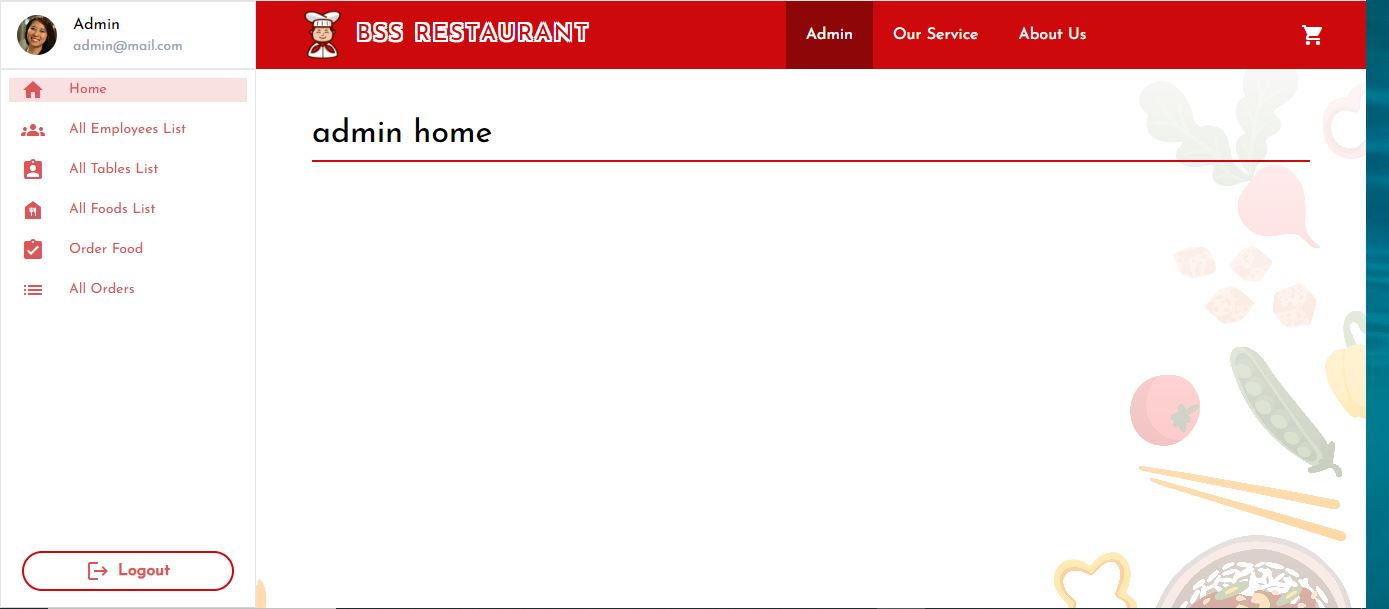 Admin
admin@mail.com
Home
All Employees List
All Tables List
All Foods List
Order Food
All Orders
Logout
BSS RESTAURANT
Admin
Our Service
About Us
admin home